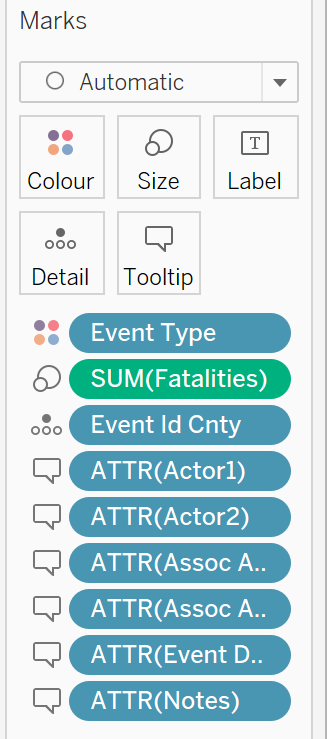 Marks
Automatic
Colour Size Label
Detail Tooltip
Event Type
SUM(Fatalities)
Event Id Cnty
ATTR(Actor1)
ATTR(Actor2)
ATTR(Assoc A..
ATTR(Assoc A..
ATTR(Event D..
ATTR(Notes)